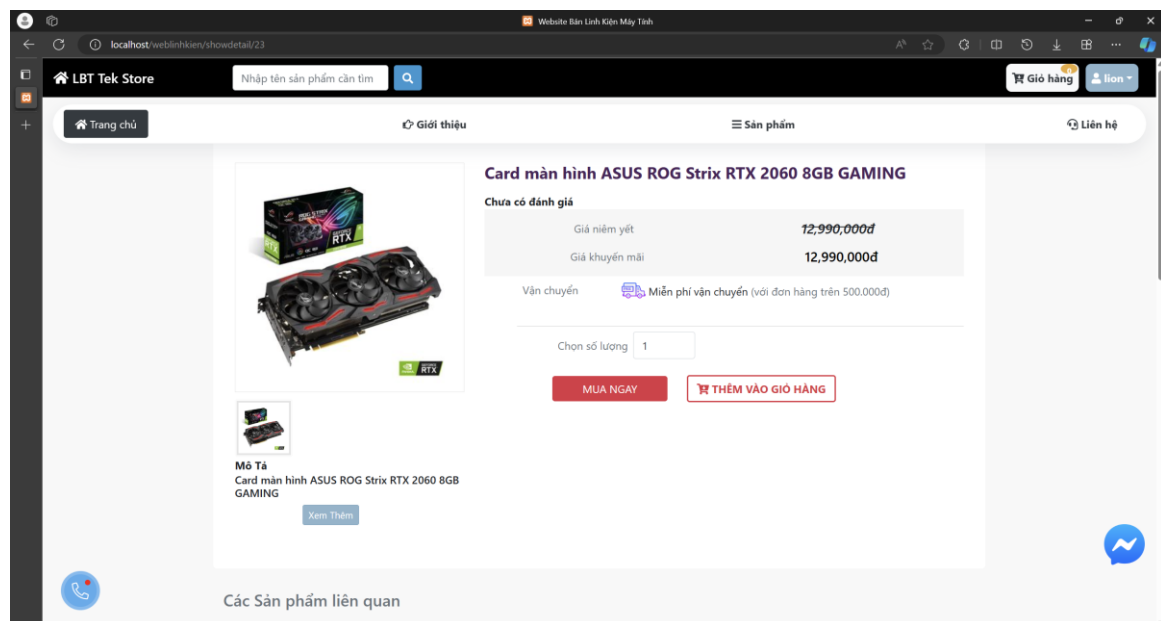 Website Bán Linh Kiện Máy Tính
localhost/weblinhkien/showdetail/23
LBT Tek Store
Nhập tên sản phẩm cần tìm
0
Giỏ hàng
lion
Trang chủ
Giới thiệu
Sản phẩm
Liên hệ
Card màn hình ASUS ROG Strix RTX 2060 8GB GAMING
Chưa có đánh giá
Giá niêm yết 12,990,000đ
Giá khuyến mãi 12,990,000đ
Vận chuyển Miễn phí vận chuyển (với đơn hàng trên 500.000đ)
Chọn số lượng 1
MUA NGAY
THÊM VÀO GIỎ HÀNG
ROG STRIX
RTX
RTX
Mô Tả
Card màn hình ASUS ROG Strix RTX 2060 8GB
GAMING
Xem Thêm
Các Sản phẩm liên quan